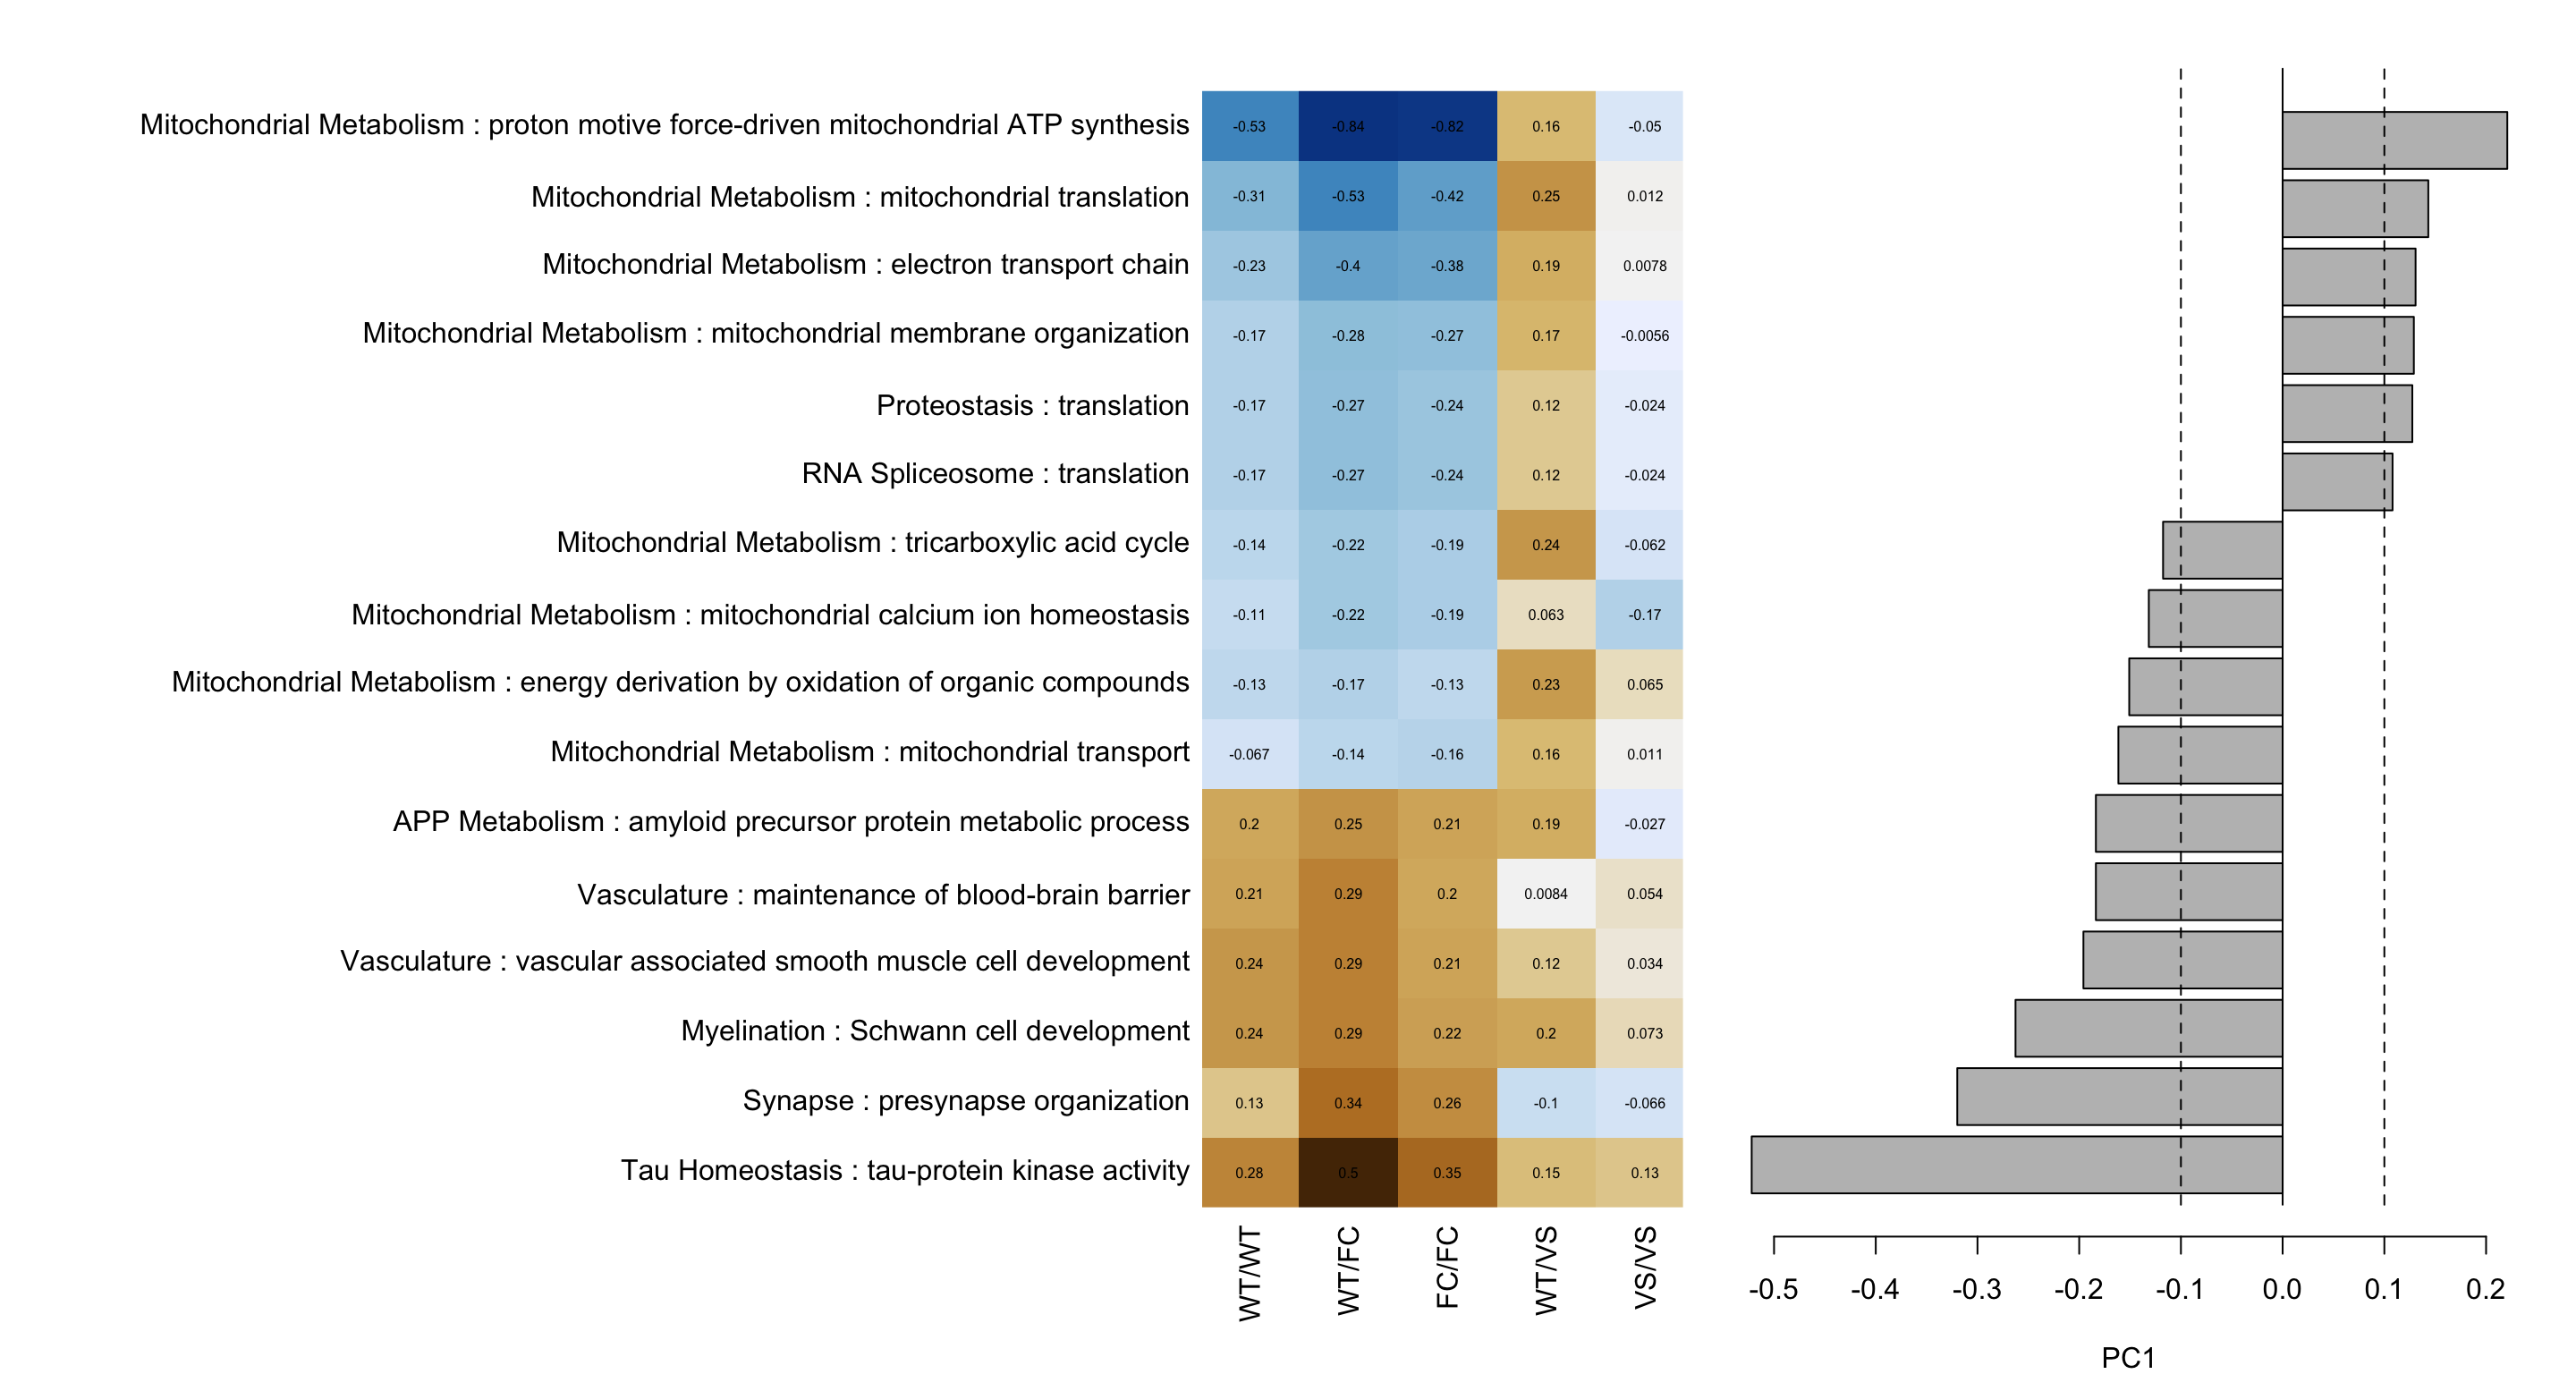 Mitochondrial Metabolism : proton motive force-driven mitochondrial ATP synthesis -0.53 -0.84 -0.82 0.16 -0.05
Mitochondrial Metabolism : mitochondrial translation -0.31 -0.53 -0.42 0.25 0.012
Mitochondrial Metabolism : electron transport chain -0.23 -0.4 -0.38 0.19 0.0078
Mitochondrial Metabolism : mitochondrial membrane organization -0.17 -0.28 -0.27 0.17 -0.0056
Proteostasis : translation -0.17 -0.27 -0.24 0.12 -0.024
RNA Spliceosome : translation -0.17 -0.27 -0.24 0.12 -0.024
Mitochondrial Metabolism : tricarboxylic acid cycle -0.14 -0.22 -0.19 0.24 -0.062
Mitochondrial Metabolism : mitochondrial calcium ion homeostasis -0.11 -0.22 -0.19 0.063 -0.17
Mitochondrial Metabolism : energy derivation by oxidation of organic compounds -0.13 -0.17 -0.13 0.23 0.065
Mitochondrial Metabolism : mitochondrial transport -0.067 -0.14 -0.16 0.16 0.011
APP Metabolism : amyloid precursor protein metabolic process 0.2 0.25 0.21 0.19 -0.027
Vasculature : maintenance of blood-brain barrier 0.21 0.29 0.2 0.0084 0.054
Vasculature : vascular associated smooth muscle cell development 0.24 0.29 0.21 0.12 0.034
Myelination : Schwann cell development 0.24 0.29 0.22 0.2 0.073
Synapse : presynapse organization 0.13 0.34 0.26 -0.1 -0.066
Tau Homeostasis : tau-protein kinase activity 0.28 0.5 0.35 0.15 0.13
WT/WT WT/FC FC/FC WT/VS VS/VS
-0.5 -0.4 -0.3 -0.2 -0.1 0.0 0.1 0.2
PC1